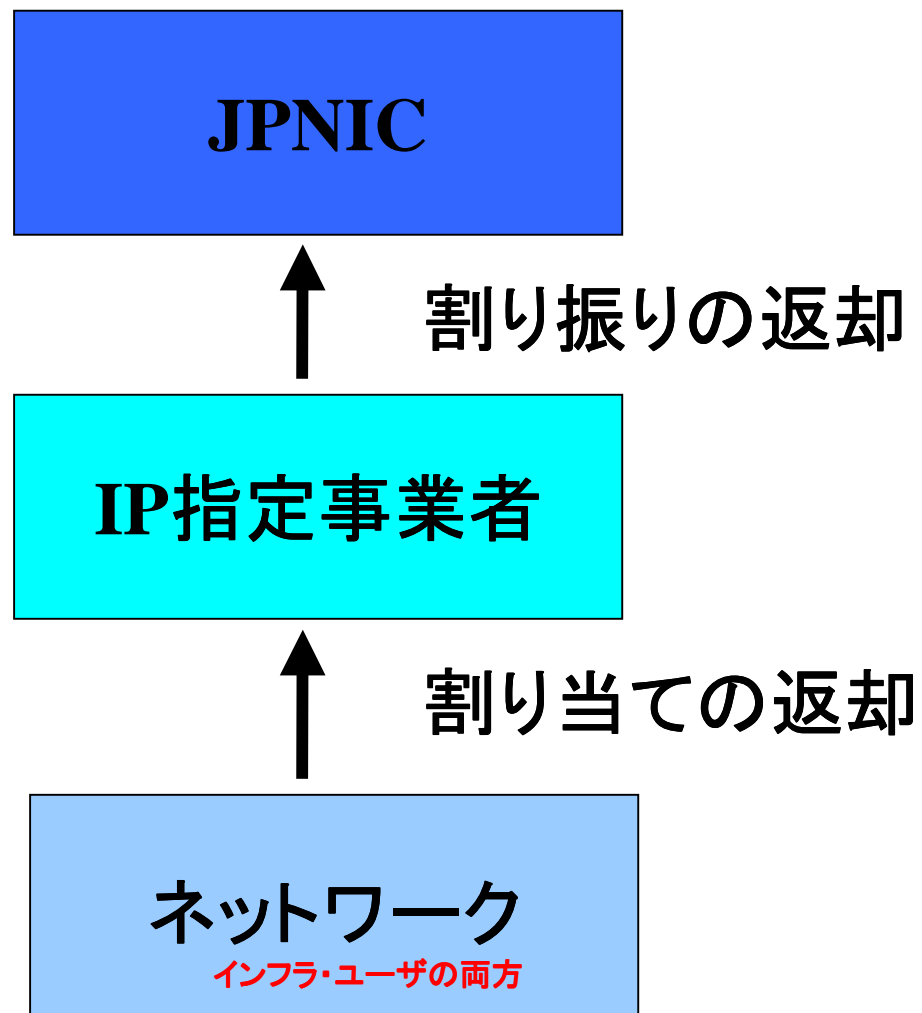 JPNIC
割り振りの返却
IP指定事業者
割り当ての返却
ネットワーク
インフラ・ユーザの両方